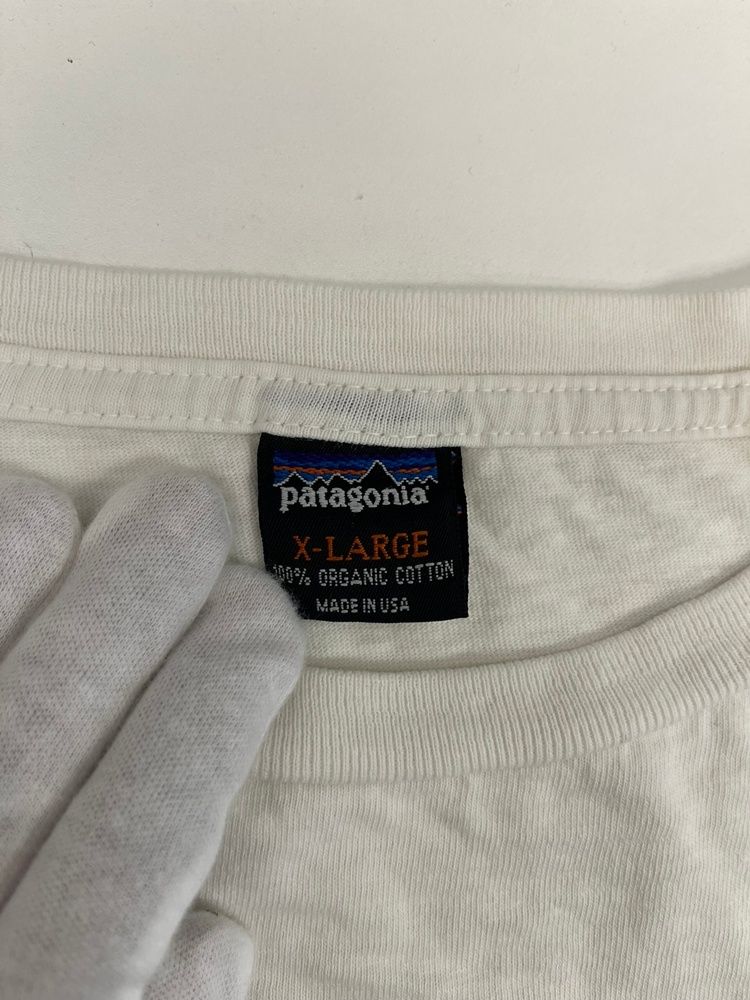 patagonia
X-LARGE
100% ORGANIC COTTON
MADE IN USA